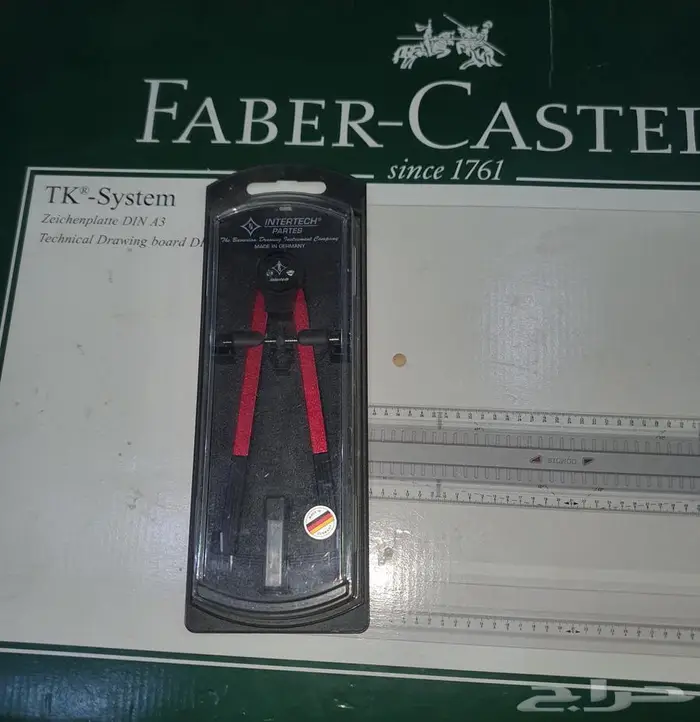 FABER-CASTEL
since 1761
TK®-System
Zeichenplatte DIN A3
Technical Drawing board D
INTERTECH®
PARTES
The Bavarian Drawing Instrument Company
MADE IN GERMANY
intertech
حراج